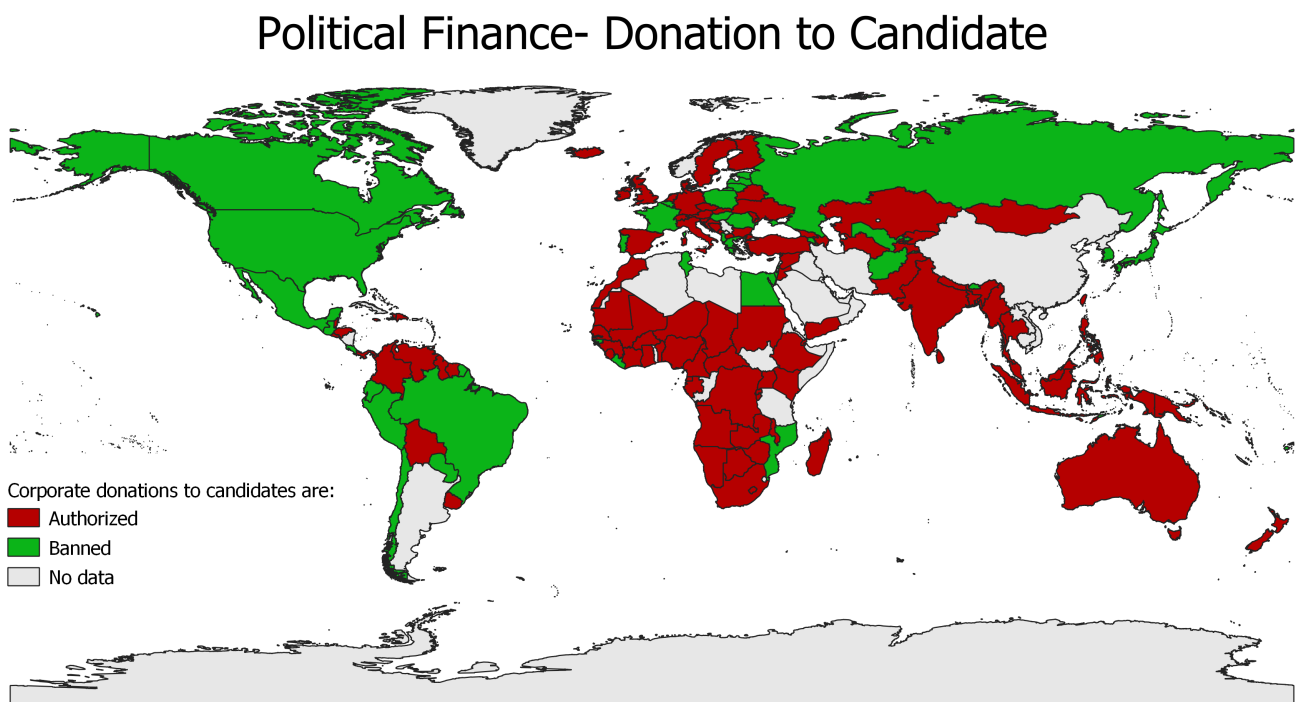 Political Finance- Donation to Candidate
Corporate donations to candidates are:
Authorized
Banned
No data